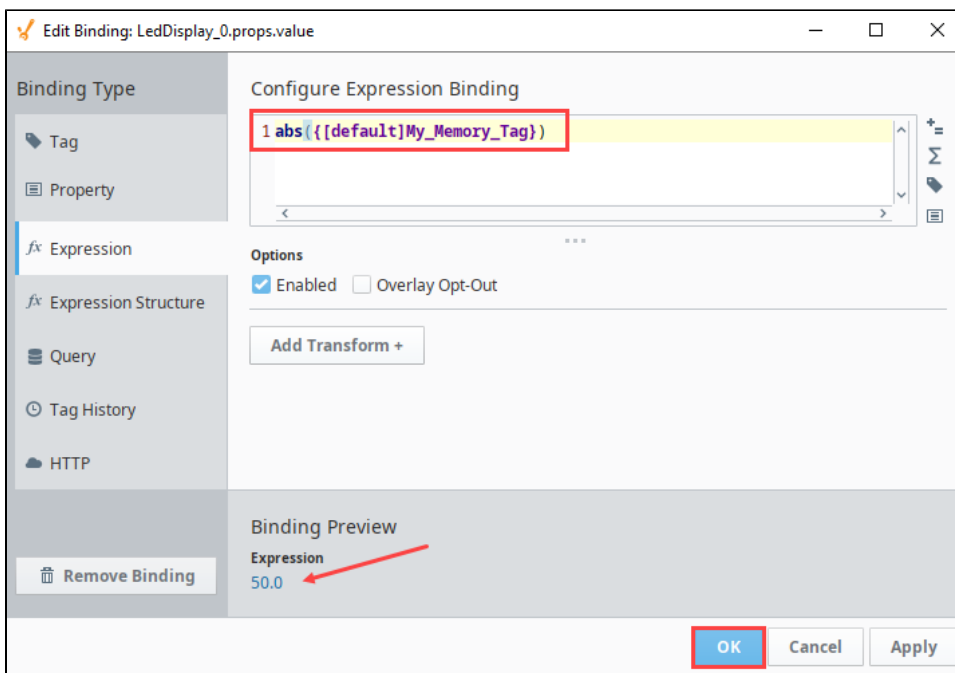 Edit Binding: LedDisplay_0.props.value
Binding Type
Tag
Property
fx Expression
fx Expression Structure
Query
Tag History
HTTP
Remove Binding
Configure Expression Binding
1 abs({[default]My_Memory_Tag})
Options
Enabled Overlay Opt-Out
Add Transform +
Binding Preview
Expression
50.0
OK Cancel Apply